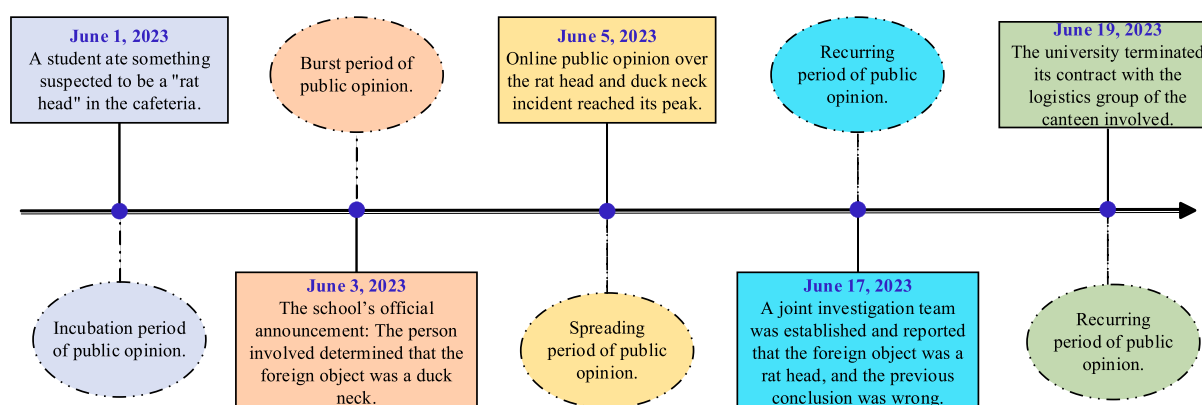 June 1, 2023
A student ate something
suspected to be a "rat
head" in the cafeteria.
Burst period of
public opinion.
June 5, 2023
Online public opinion over
the rat head and duck neck
incident reached its peak.
Recurring
period of public
opinion.
June 19, 2023
The university terminated
its contract with the
logistics group of the
canteen involved.
Incubation period
of public opinion.
June 3, 2023
The school’s official
announcement: The person
involved determined that the
foreign object was a duck
neck.
Spreading
period of public
opinion.
June 17, 2023
A joint investigation team
was established and reported
that the foreign object was a
rat head, and the previous
conclusion was wrong.
Recurring
period of public
opinion.